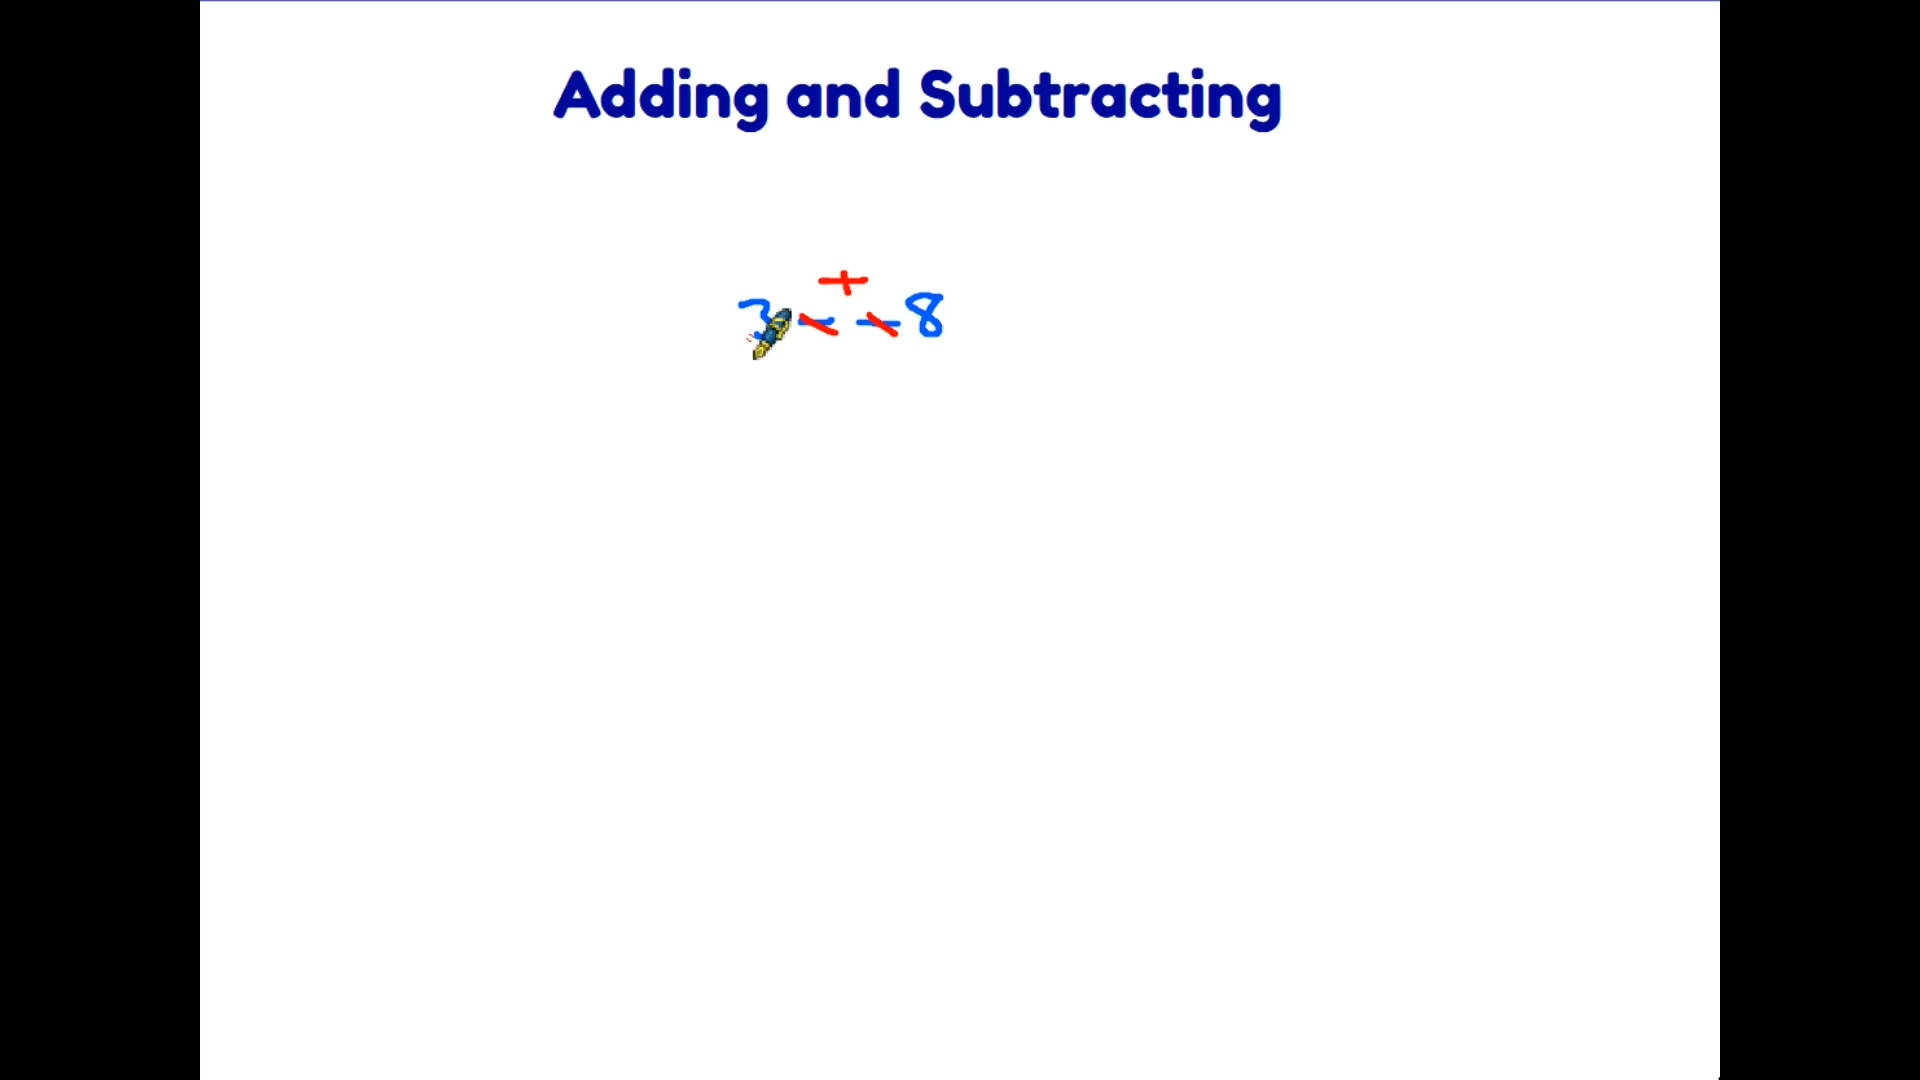 Adding and Subtracting
+
3 - -8